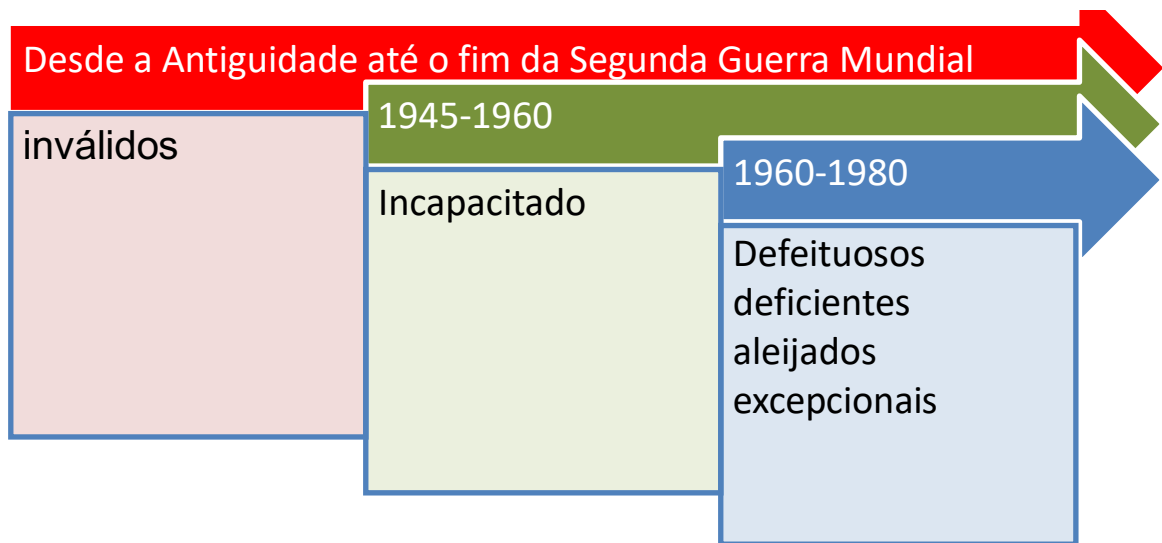 Desde a Antiguidade até o fim da Segunda Guerra Mundial
inválidos
1945-1960
Incapacitado
1960-1980
Defeituosos
deficientes
aleijados
excepcionais